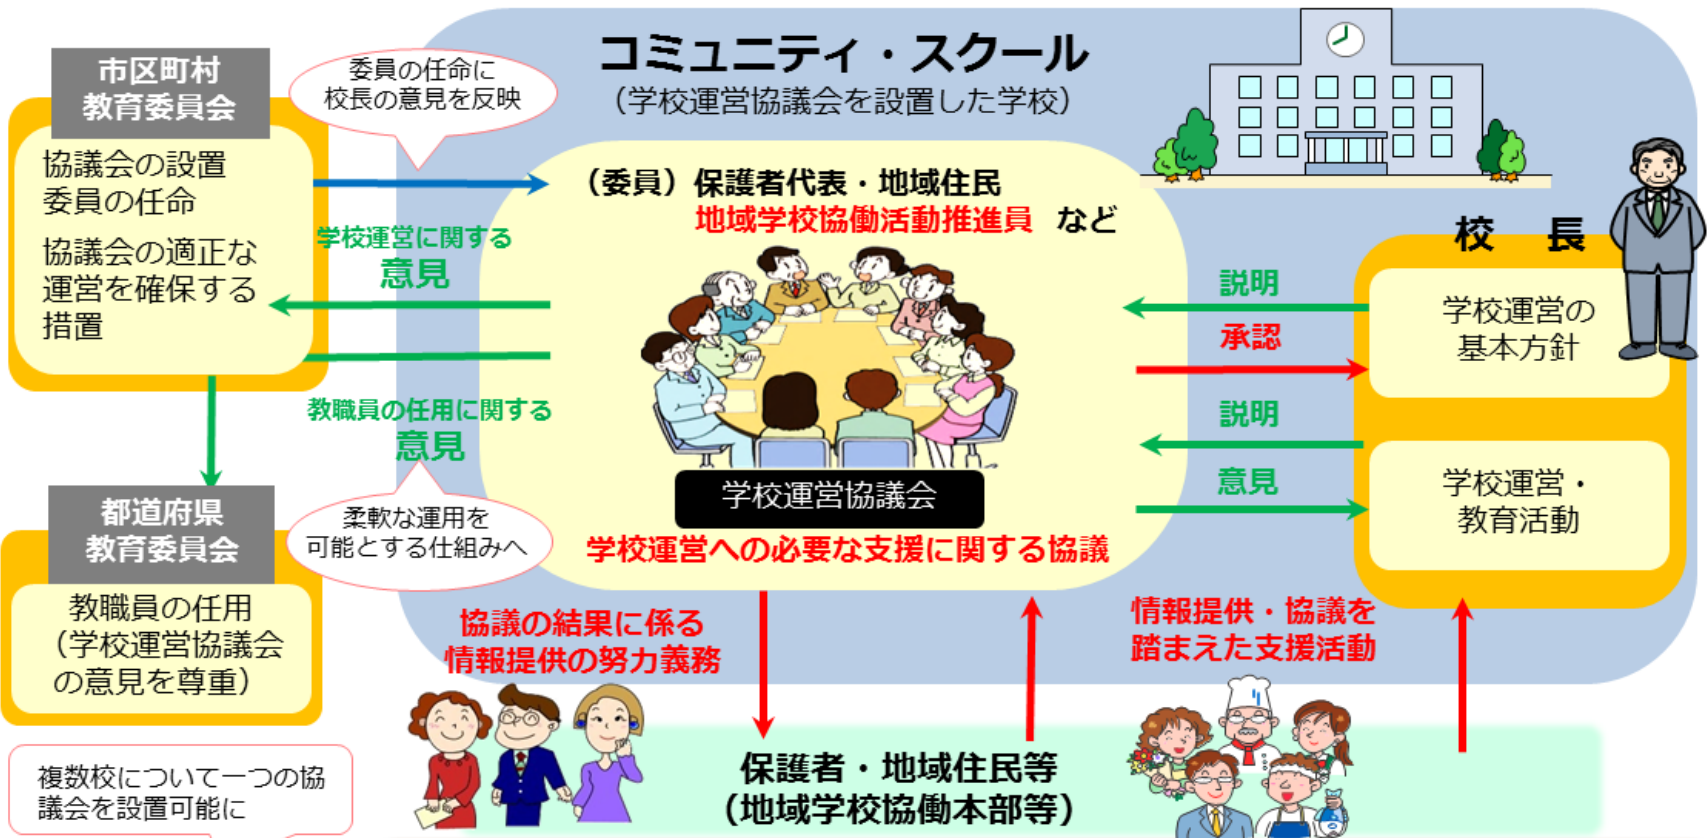 コミュニティ・スクール
（学校運営協議会を設置した学校）
市区町村
教育委員会
協議会の設置
委員の任命
協議会の適正な
運営を確保する
措置
委員の任命に
校長の意見を反映
（委員）保護者代表・地域住民
地域学校協働活動推進員 など
学校運営に関する
意見
教職員の任用に関する
意見
柔軟な運用を
可能とする仕組みへ
学校運営協議会
学校運営への必要な支援に関する協議
校 長
説明
承認
学校運営の
基本方針
説明
意見
学校運営・
教育活動
都道府県
教育委員会
教職員の任用
（学校運営協議会
の意見を尊重）
協議の結果に係る
情報提供の努力義務
情報提供・協議を
踏まえた支援活動
保護者・地域住民等
（地域学校協働本部等）
複数校について一つの協
議会を設置可能に